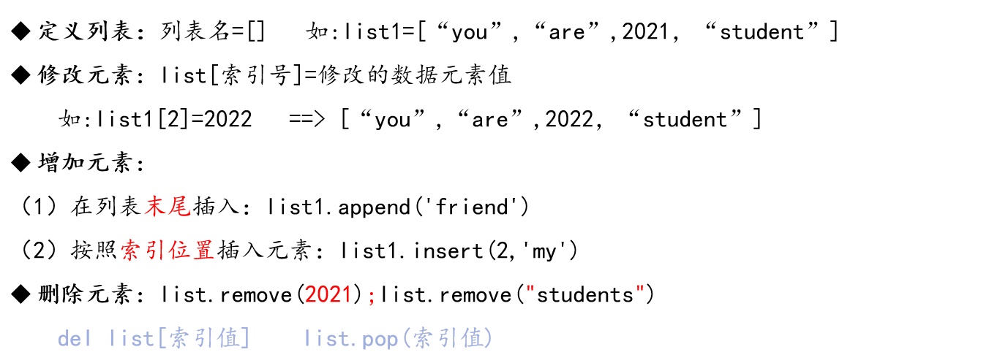 ◆ 定义列表：列表名=[]　如:list1=[“you”,“are”,2021, “student”]
◆ 修改元素：list[索引号]=修改的数据元素值
如:list1[2]=2022　==> [“you”,“are”,2022, “student”]
◆ 增加元素：
（1）在列表末尾插入：list1.append('friend')
（2）按照索引位置插入元素：list1.insert(2,'my')
◆ 删除元素：list.remove(2021);list.remove("students")
del list[索引值]　list.pop(索引值)